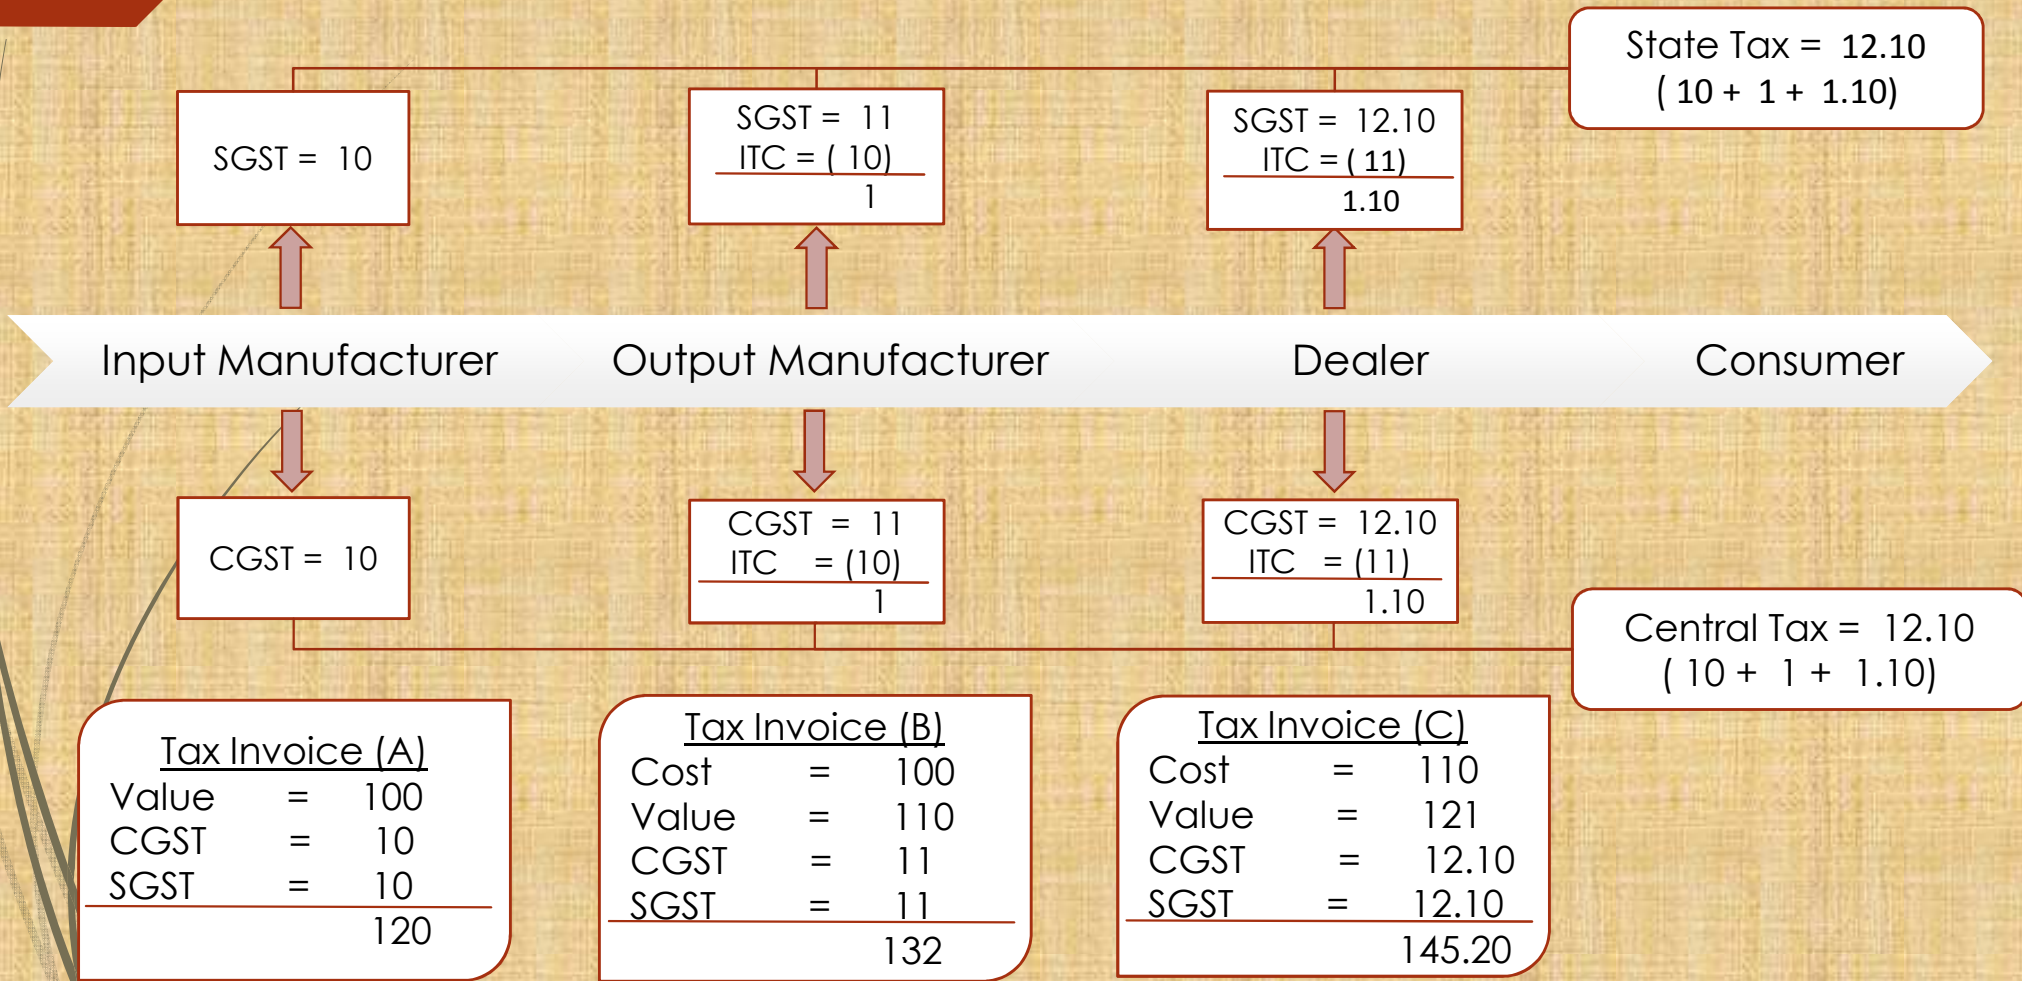 State Tax = 12.10
( 10 + 1 + 1.10)
SGST = 10
SGST = 11
ITC = ( 10)
1
SGST = 12.10
ITC = ( 11)
1.10
Input Manufacturer
Output Manufacturer
Dealer
Consumer
CGST = 10
CGST = 11
ITC = (10)
1
CGST = 12.10
ITC = (11)
1.10
Central Tax = 12.10
( 10 + 1 + 1.10)
Tax Invoice (A)
Value = 100
CGST = 10
SGST = 10
120
Tax Invoice (B)
Cost = 100
Value = 110
CGST = 11
SGST = 11
132
Tax Invoice (C)
Cost = 110
Value = 121
CGST = 12.10
SGST = 12.10
145.20